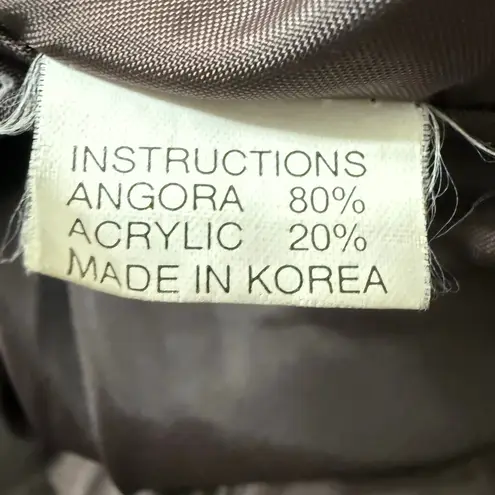 INSTRUCTIONS
ANGORA 80%
ACRYLIC 20%
MADE IN KOREA